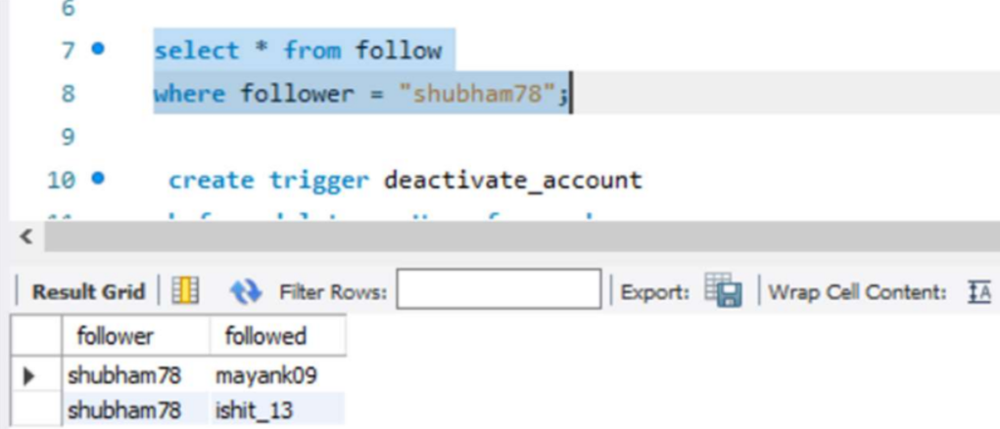 6
7 select * from follow
8 where follower = "shubham78";
9
10 create trigger deactivate_account
Result Grid Filter Rows: Export: Wrap Cell Content: IA
follower followed
shubham78 mayank09
shubham78 ishit_13